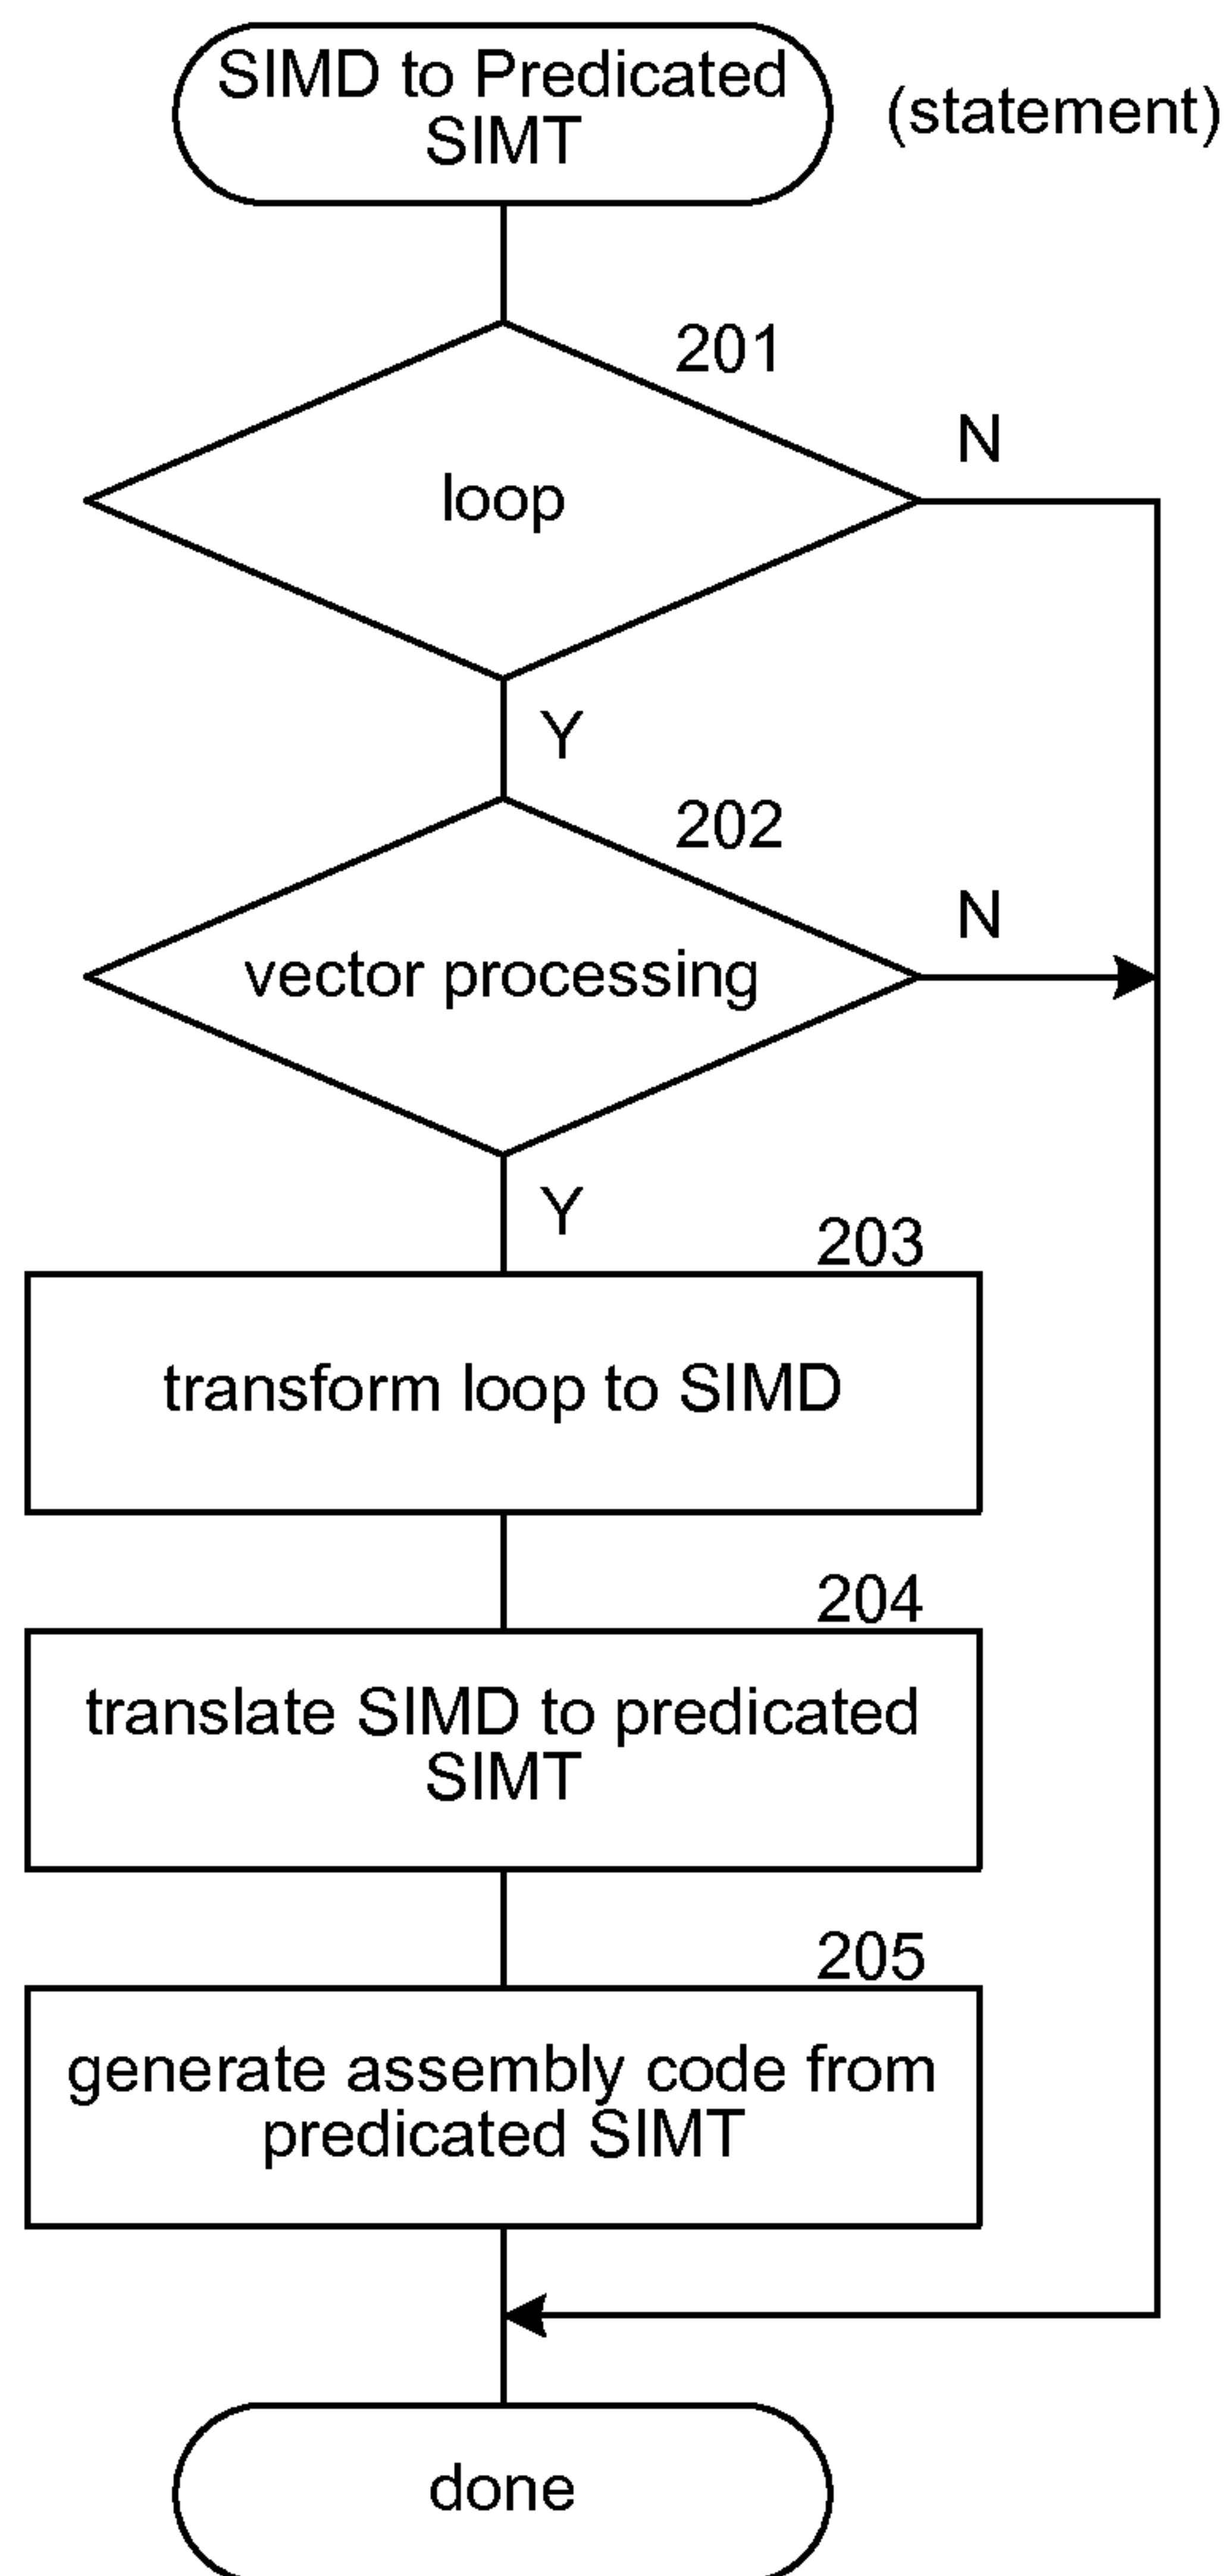 SIMD to Predicated
SIMT
(statement)
201
loop
N
Y
202
vector processing
N
Y
203
transform loop to SIMD
204
translate SIMD to predicated
SIMT
205
generate assembly code from
predicated SIMT
done